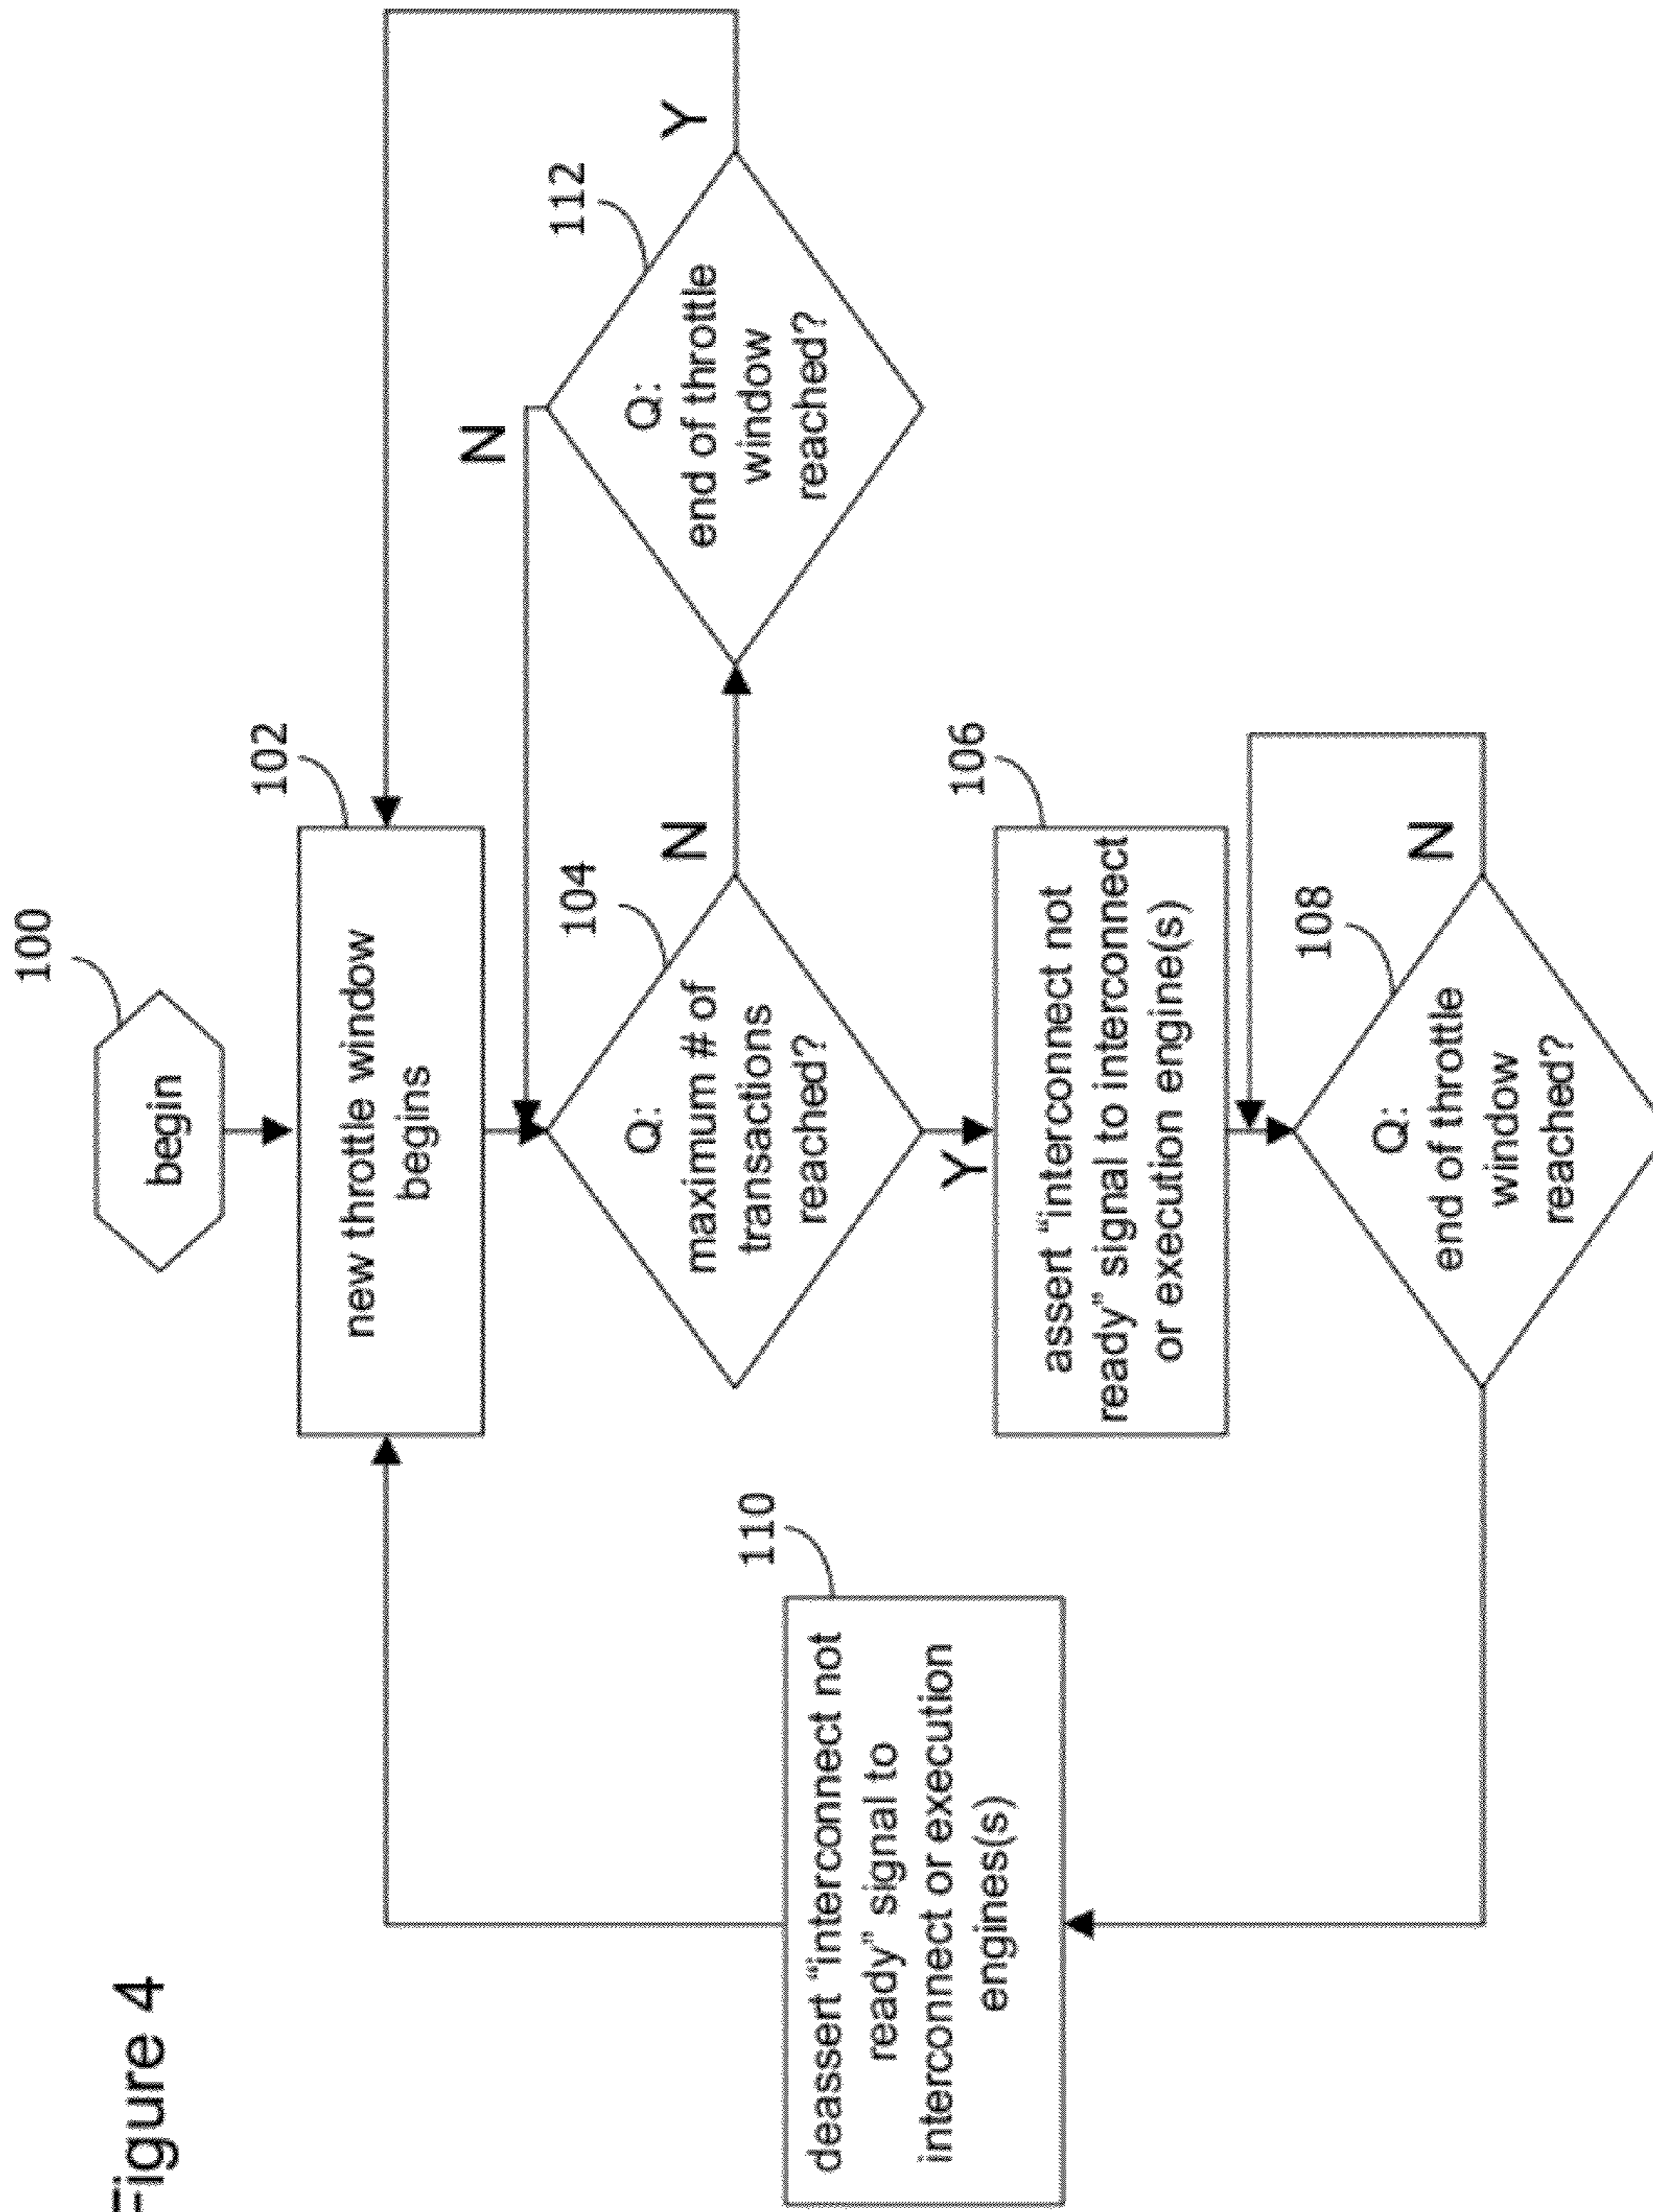 Figure 4
100
begin
102
new throttle window
begins
104
Q:
maximum # of
transactions
reached?
N
Y
112
Q:
end of throttle
window
reached?
N
Y
106
assert “interconnect not
ready” signal to interconnect
or execution engine(s)
108
Q:
end of throttle
window
reached?
N
110
deassert “interconnect not
ready” signal to
interconnect or execution
engines(s)